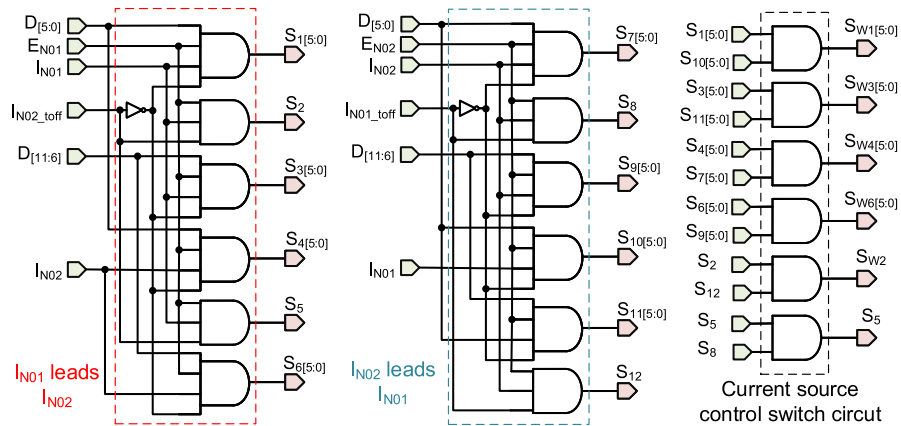 D[5:0]
EN01
IN01
IN02_toff
D[11:6]
IN02
S1[5:0]
S2
S3[5:0]
S4[5:0]
S5
S6[5:0]
IN01 leads
IN02
D[5:0]
EN02
IN02
IN01_toff
D[11:6]
IN01
S7[5:0]
S8
S9[5:0]
S10[5:0]
S11[5:0]
S12
IN02 leads
IN01
S1[5:0]
S10[5:0]
SW1[5:0]
S3[5:0]
S11[5:0]
SW3[5:0]
S4[5:0]
S7[5:0]
SW4[5:0]
S6[5:0]
S9[5:0]
SW6[5:0]
S2
S12
SW2
S5
S8
S5
Current source
control switch circut